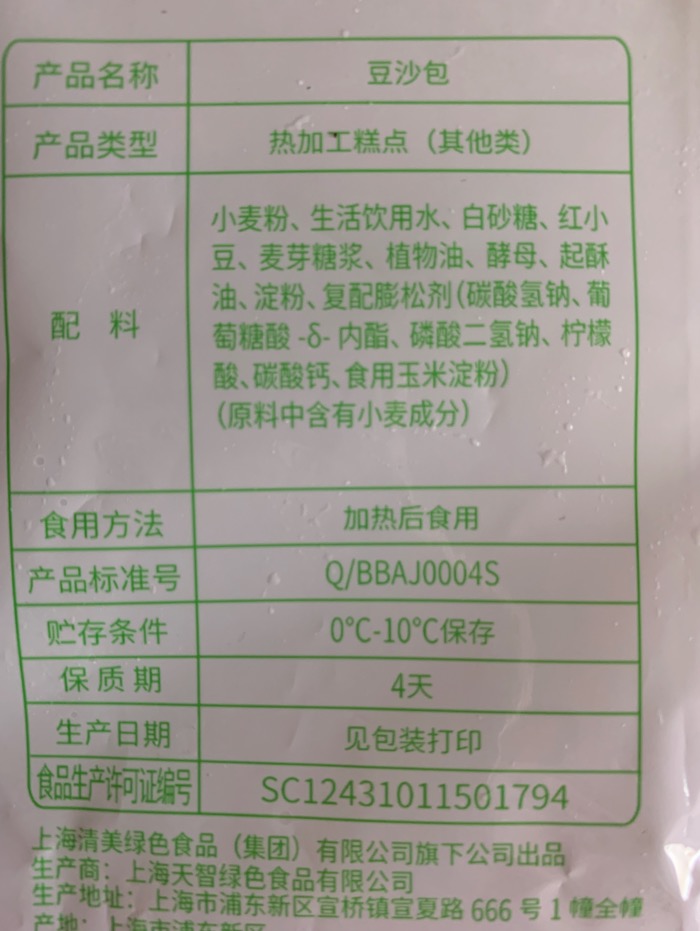 产品名称 豆沙包
产品类型 热加工糕点（其他类）
配 料
小麦粉、生活饮用水、白砂糖、红小
豆、麦芽糖浆、植物油、酵母、起酥
油、淀粉、复配膨松剂（碳酸氢钠、葡
萄糖酸-δ-内酯、磷酸二氢钠、柠檬
酸、碳酸钙、食用玉米淀粉）
（原料中含有小麦成分）
食用方法 加热后食用
产品标准号 Q/BBAJ0004S
贮存条件 0°C-10°C保存
保质期 4天
生产日期 见包装打印
食品生产许可证编号 SC12431011501794
上海清美绿色食品（集团）有限公司旗下公司出品
生产商：上海天智绿色食品有限公司
生产地址：上海市浦东新区宣桥镇宣夏路 666 号 1 幢全幢
产地：上海市浦东新区